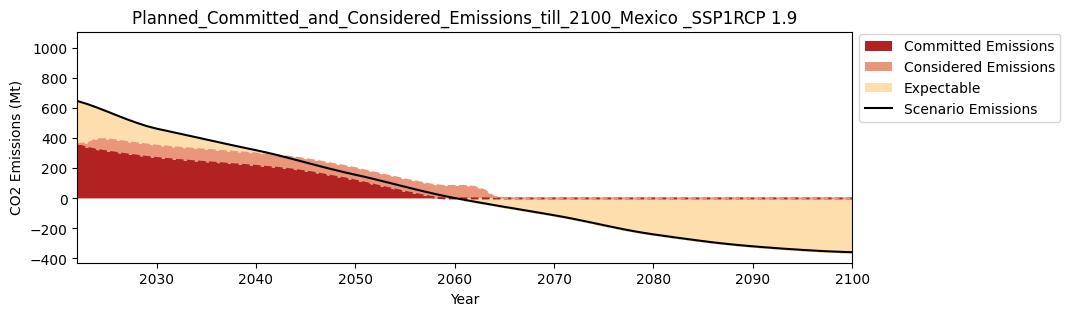 Planned_Committed_and_Considered_Emissions_till_2100_Mexico _SSP1RCP 1.9
1000
800
600
400
200
0
−200
−400
CO2 Emissions (Mt)
2030 2040 2050 2060 2070 2080 2090 2100
Year
Committed Emissions
Considered Emissions
Expectable
Scenario Emissions